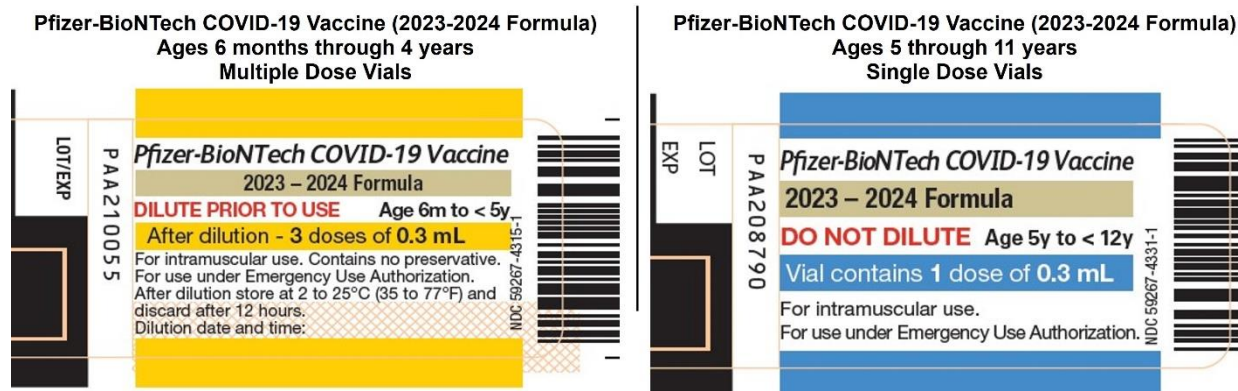 Pfizer-BioNTech COVID-19 Vaccine (2023-2024 Formula)
Ages 6 months through 4 years
Multiple Dose Vials
LOT/EXP
PAA210055
Pfizer-BioNTech COVID-19 Vaccine
2023 – 2024 Formula
DILUTE PRIOR TO USE Age 6m to < 5y
After dilution - 3 doses of 0.3 mL
For intramuscular use. Contains no preservative.
For use under Emergency Use Authorization.
After dilution store at 2 to 25°C (35 to 77°F) and
discard after 12 hours.
Dilution date and time:
NDC 59267-4315-1
Pfizer-BioNTech COVID-19 Vaccine (2023-2024 Formula)
Ages 5 through 11 years
Single Dose Vials
LOT
EXP
PAA208790
Pfizer-BioNTech COVID-19 Vaccine
2023 – 2024 Formula
DO NOT DILUTE Age 5y to < 12y
Vial contains 1 dose of 0.3 mL
For intramuscular use.
For use under Emergency Use Authorization.
NDC 59267-4331-1